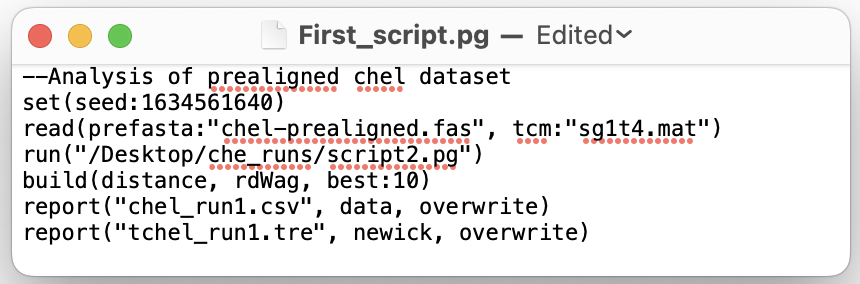 First_script.pg — Edited
--Analysis of prealigned chel dataset
set(seed:1634561640)
read(prefasta:"chel-prealigned.fas", tcm:"sg1t4.mat")
run("/Desktop/che_runs/script2.pg")
build(distance, rdWag, best:10)
report("chel_run1.csv", data, overwrite)
report("tchel_run1.tre", newick, overwrite)